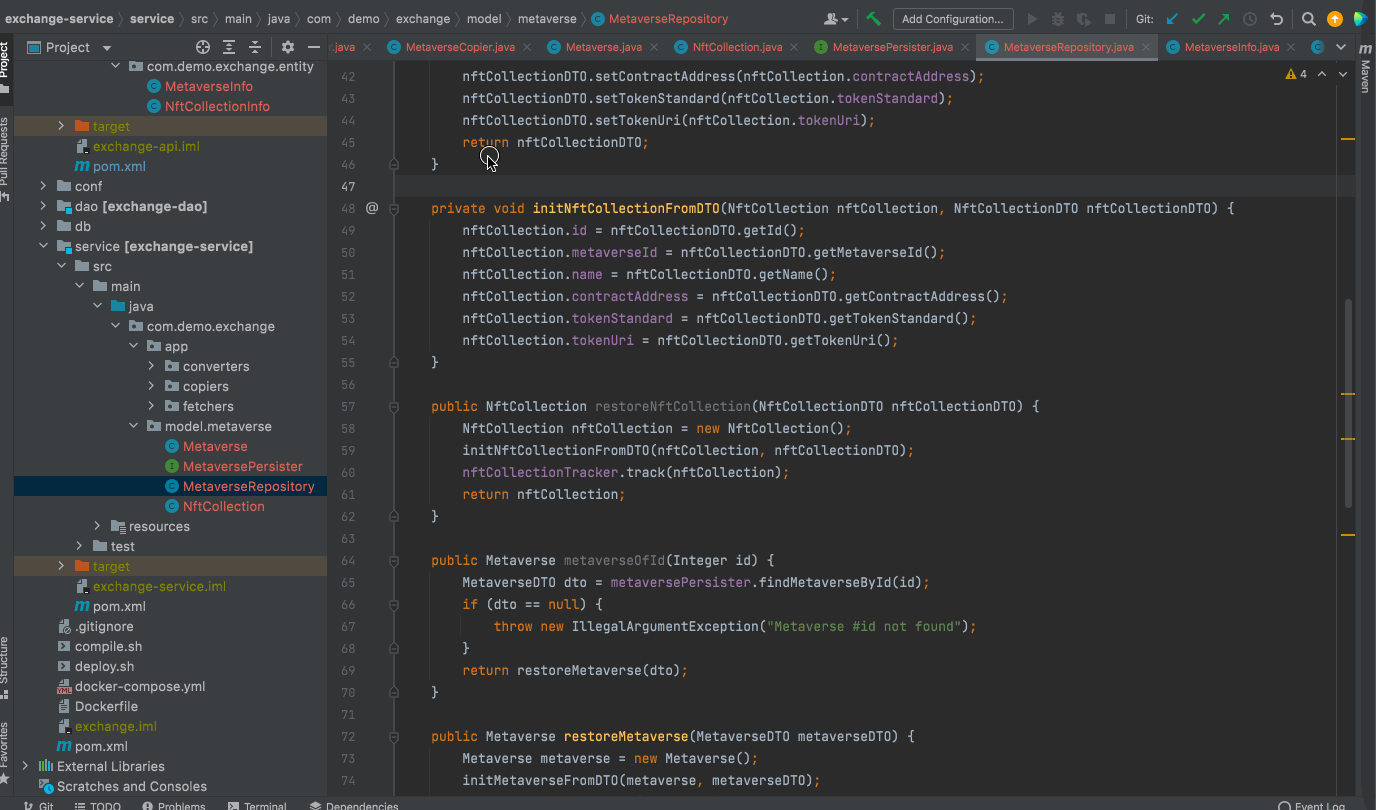 exchange-service service src main java com demo exchange model metaverse MetaverseRepository Add Configuration... Git:
Project .java MetaverseCopier.java Metaverse.java NftCollection.java MetaversePersister.java MetaverseRepository.java MetaverseInfo.java
Project
Pull Requests
Structure
Favorites
Maven
com.demo.exchange.entity
MetaverseInfo
NftCollectionInfo
target
exchange-api.iml
pom.xml
conf
dao [exchange-dao]
db
service [exchange-service]
src
main
java
com.demo.exchange
app
converters
copiers
fetchers
model.metaverse
Metaverse
MetaversePersister
MetaverseRepository
NftCollection
resources
test
target
exchange-service.iml
pom.xml
.gitignore
compile.sh
deploy.sh
docker-compose.yml
Dockerfile
exchange.iml
pom.xml
External Libraries
Scratches and Consoles
4
42 nftCollectionDTO.setContractAddress(nftCollection.contractAddress);
43 nftCollectionDTO.setTokenStandard(nftCollection.tokenStandard);
44 nftCollectionDTO.setTokenUri(nftCollection.tokenUri);
45 return nftCollectionDTO;
46 }
47
48 @ private void initNftCollectionFromDTO(NftCollection nftCollection, NftCollectionDTO nftCollectionDTO) {
49 nftCollection.id = nftCollectionDTO.getId();
50 nftCollection.metaverseId = nftCollectionDTO.getMetaverseId();
51 nftCollection.name = nftCollectionDTO.getName();
52 nftCollection.contractAddress = nftCollectionDTO.getContractAddress();
53 nftCollection.tokenStandard = nftCollectionDTO.getTokenStandard();
54 nftCollection.tokenUri = nftCollectionDTO.getTokenUri();
55 }
56
57 public NftCollection restoreNftCollection(NftCollectionDTO nftCollectionDTO) {
58 NftCollection nftCollection = new NftCollection();
59 initNftCollectionFromDTO(nftCollection, nftCollectionDTO);
60 nftCollectionTracker.track(nftCollection);
61 return nftCollection;
62 }
63
64 public Metaverse metaverseOfId(Integer id) {
65 MetaverseDTO dto = metaversePersister.findMetaverseById(id);
66 if (dto == null) {
67 throw new IllegalArgumentException("Metaverse #id not found");
68 }
69 return restoreMetaverse(dto);
70 }
71
72 public Metaverse restoreMetaverse(MetaverseDTO metaverseDTO) {
73 Metaverse metaverse = new Metaverse();
74 initMetaverseFromDTO(metaverse, metaverseDTO);
Git TODO Problems Terminal Dependencies Event Log